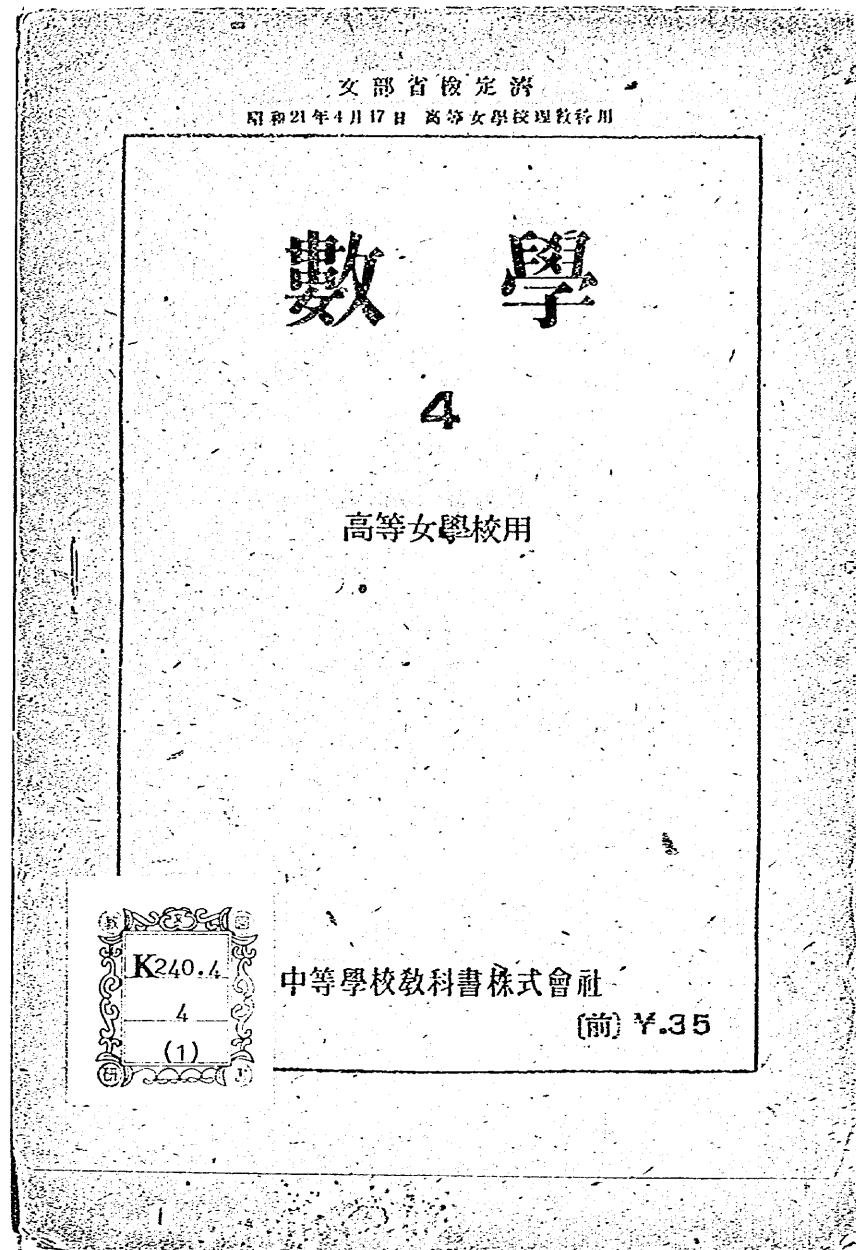 文部省檢定濟
昭和21年4月17日 高等女學校理數科用
數學
4
高等女學校用
K240.4
4
(1)
中等學校教科書株式會社
〔前〕 ¥.35